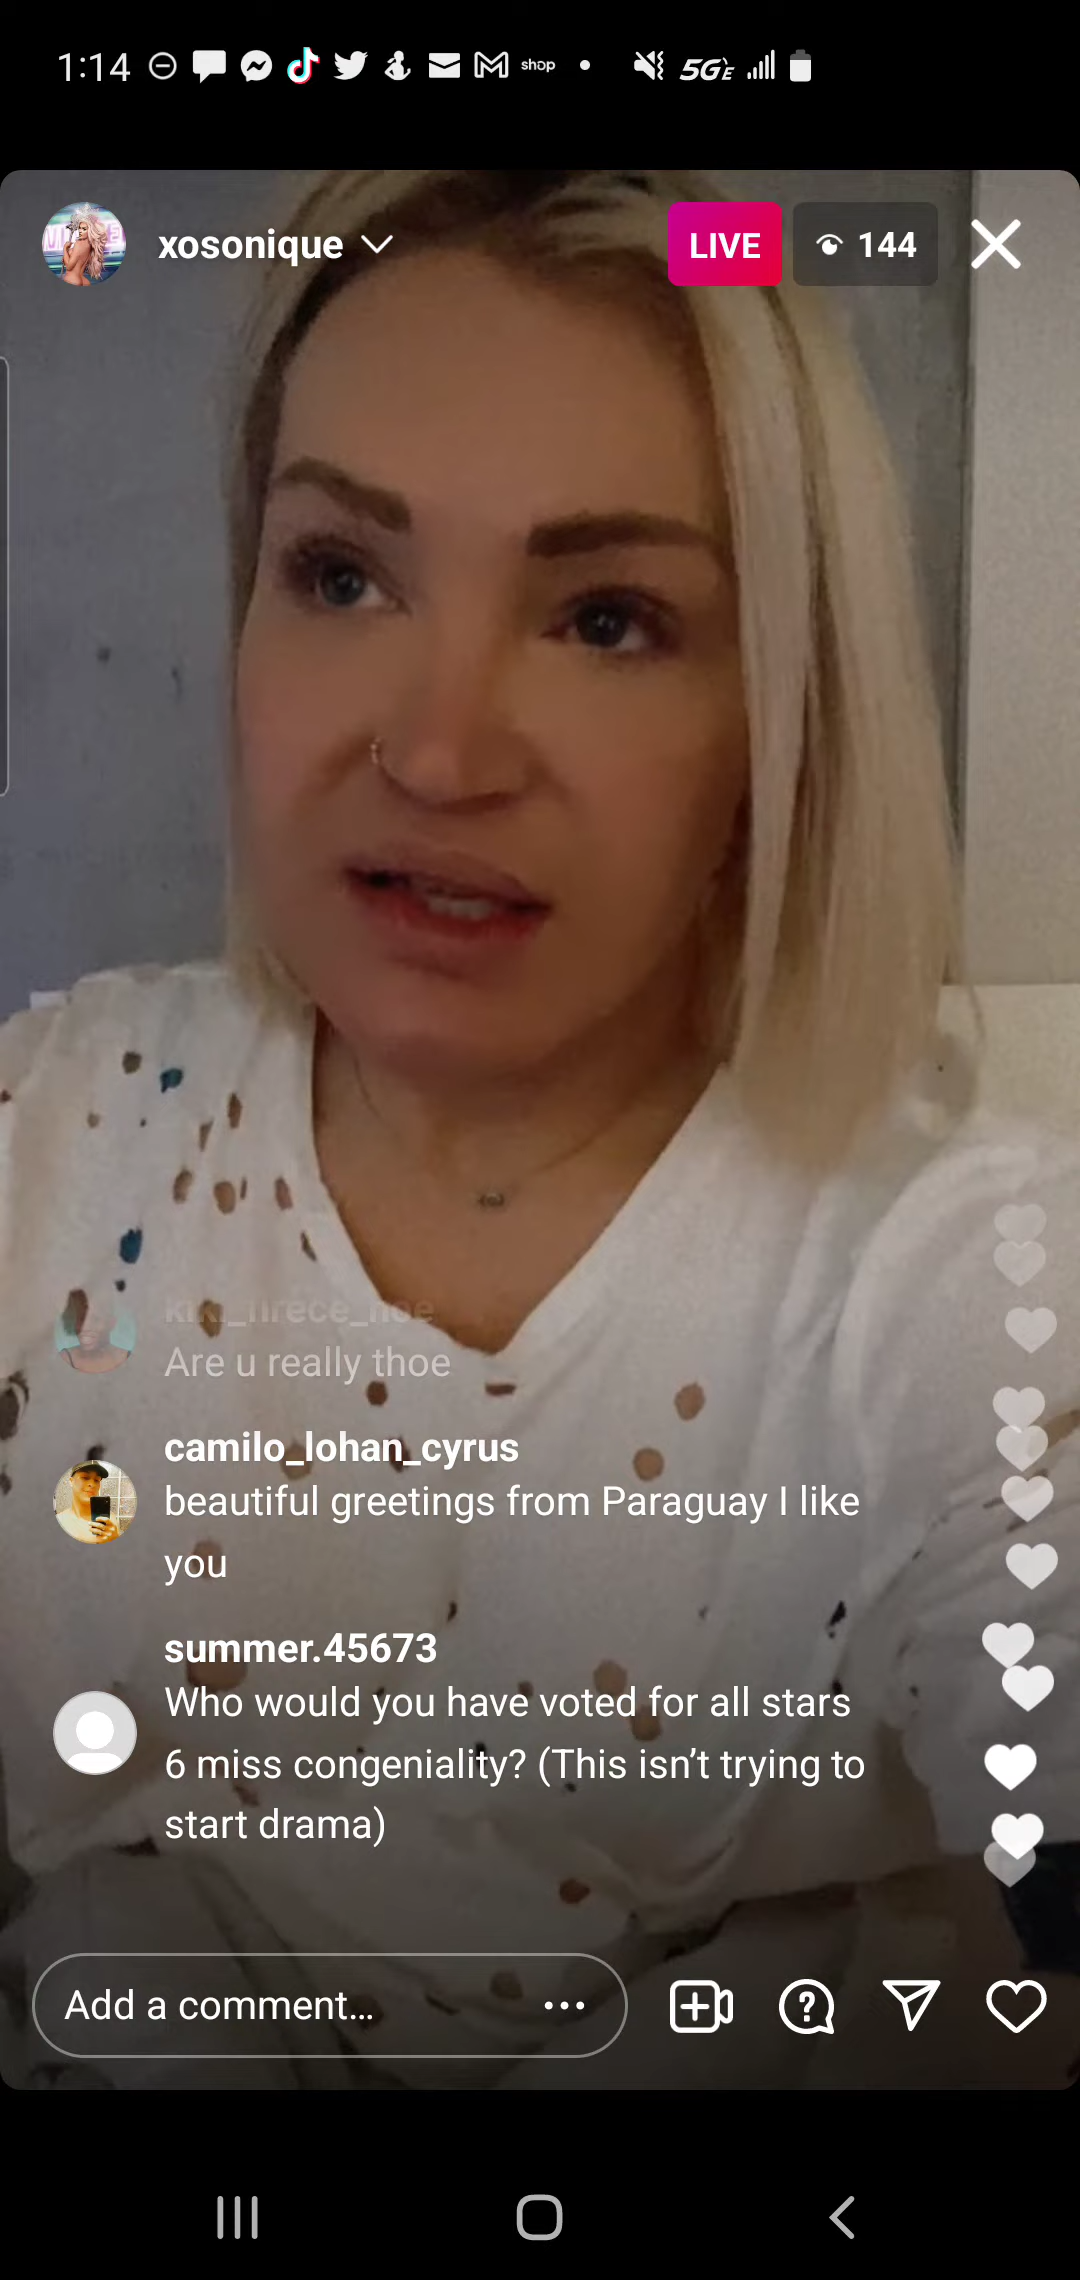 1:14
shop
5GE
xosonique
LIVE
144
Are u really thoe
camilo_lohan_cyrus
beautiful greetings from Paraguay I like
you
summer.45673
Who would you have voted for all stars
6 miss congeniality? (This isn’t trying to
start drama)
Add a comment…